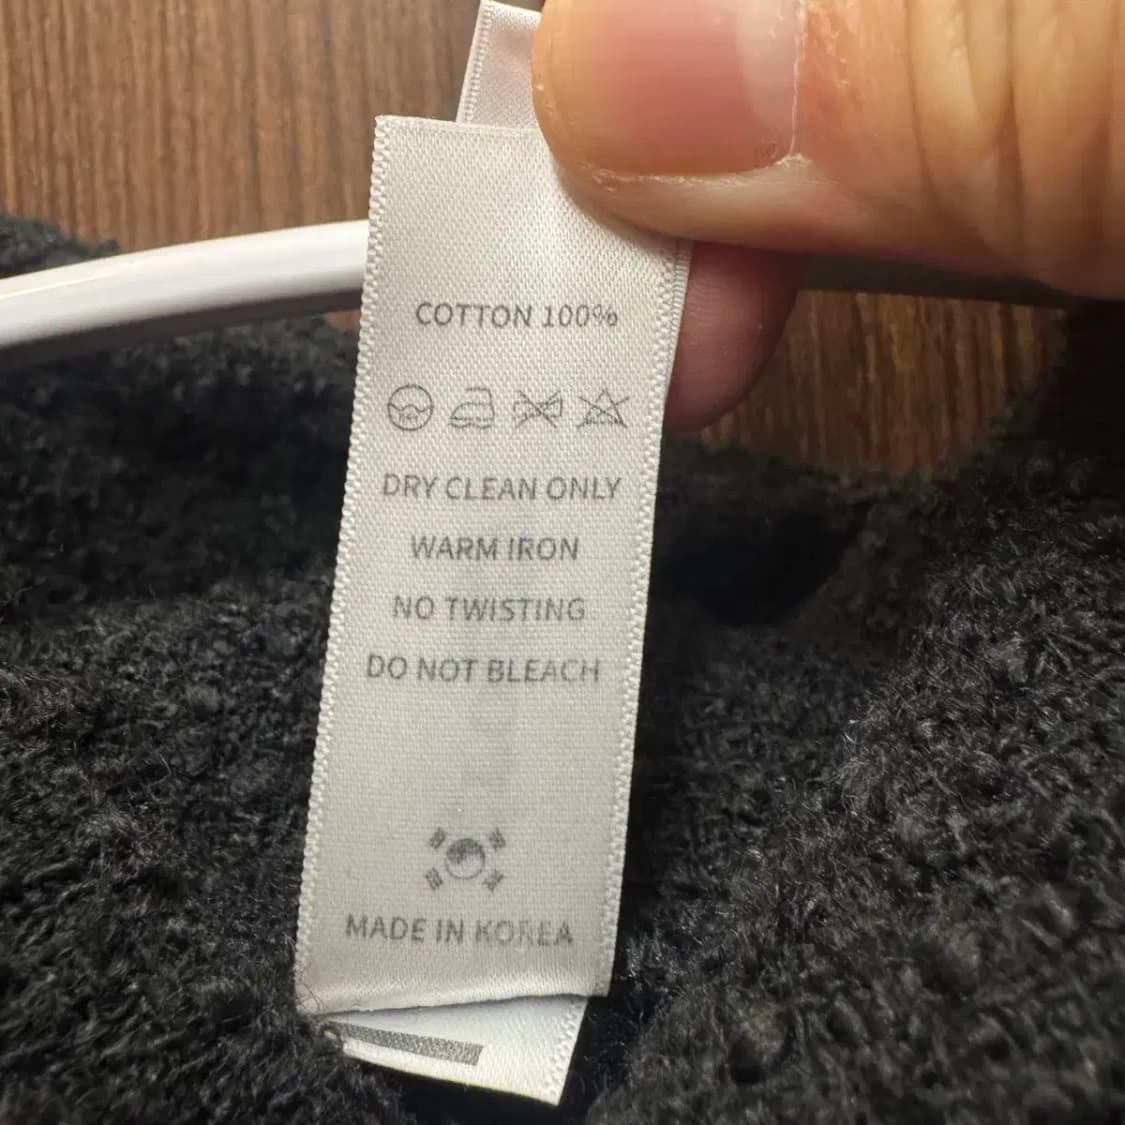 COTTON 100%
DRY CLEAN ONLY
WARM IRON
NO TWISTING
DO NOT BLEACH
MADE IN KOREA